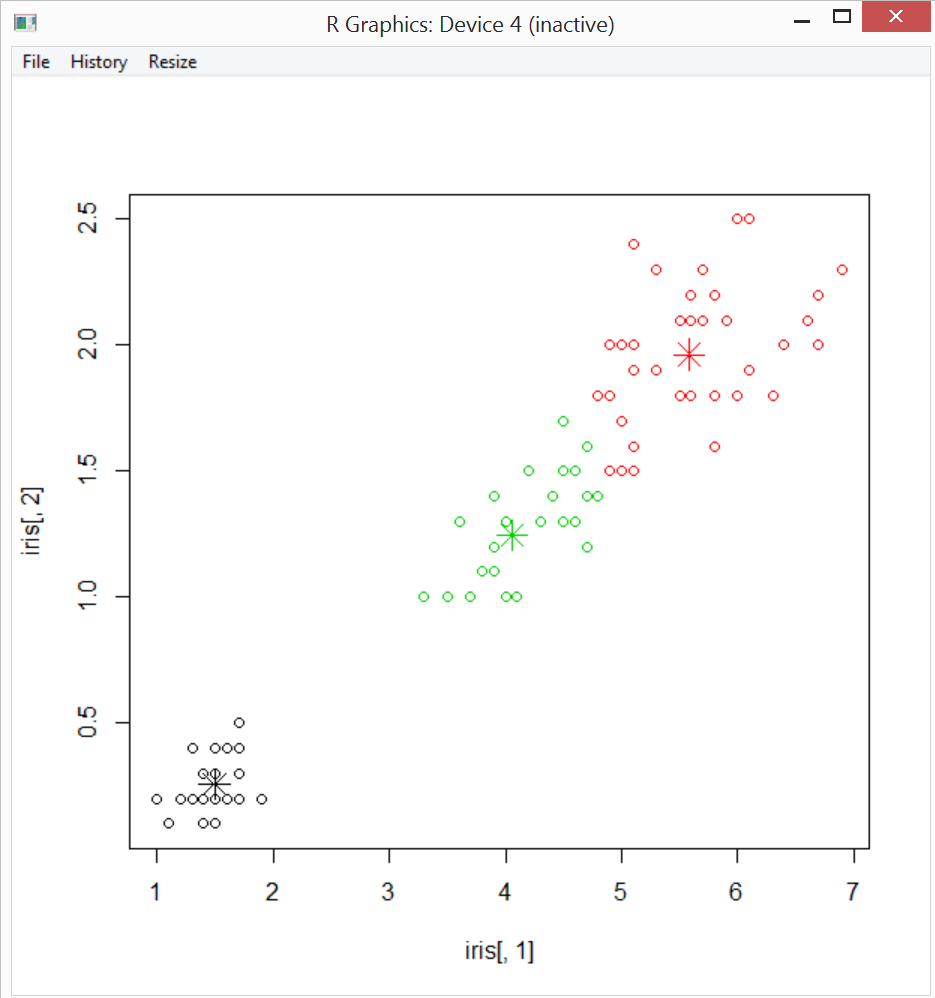 R Graphics: Device 4 (inactive)
File History Resize
2.5
2.0
1.5
1.0
0.5
iris[, 2]
1 2 3 4 5 6 7
iris[, 1]